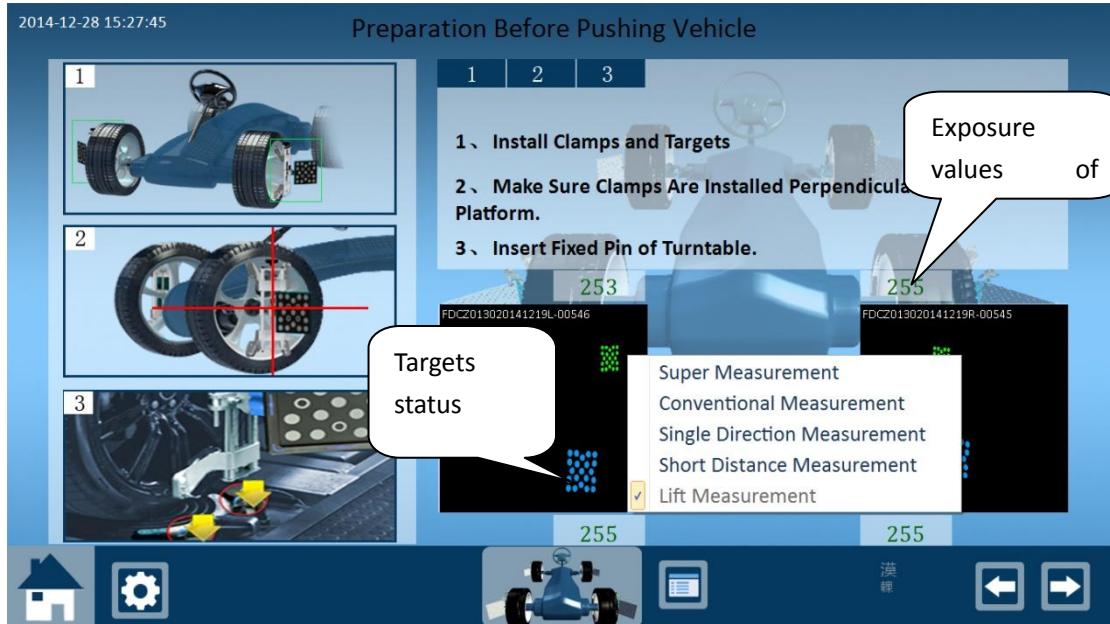 2014-12-28 15:27:45
Preparation Before Pushing Vehicle
1
2
3
1 2 3
1、 Install Clamps and Targets
2、 Make Sure Clamps Are Installed Perpendicula
Platform.
3、 Insert Fixed Pin of Turntable.
Exposure
values of
253
255
FDCZ013020141219L-00546
FDCZ013020141219R-00545
Targets
status
Super Measurement
Conventional Measurement
Single Direction Measurement
Short Distance Measurement
✓ Lift Measurement
255
255
漢